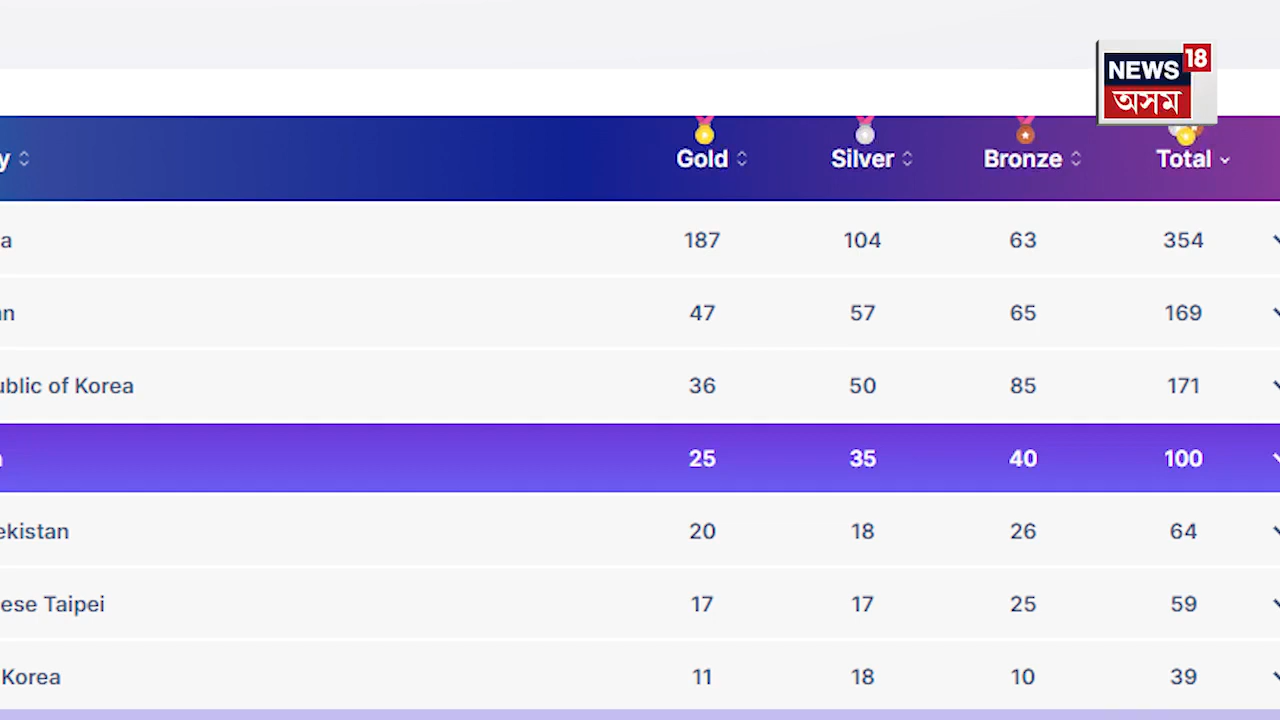 NEWS 18
অসম
y Gold Silver Bronze Total
a 187 104 63 354
an 47 57 65 169
ublic of Korea 36 50 85 171
25 35 40 100
ekistan 20 18 26 64
ese Taipei 17 17 25 59
Korea 11 18 10 39